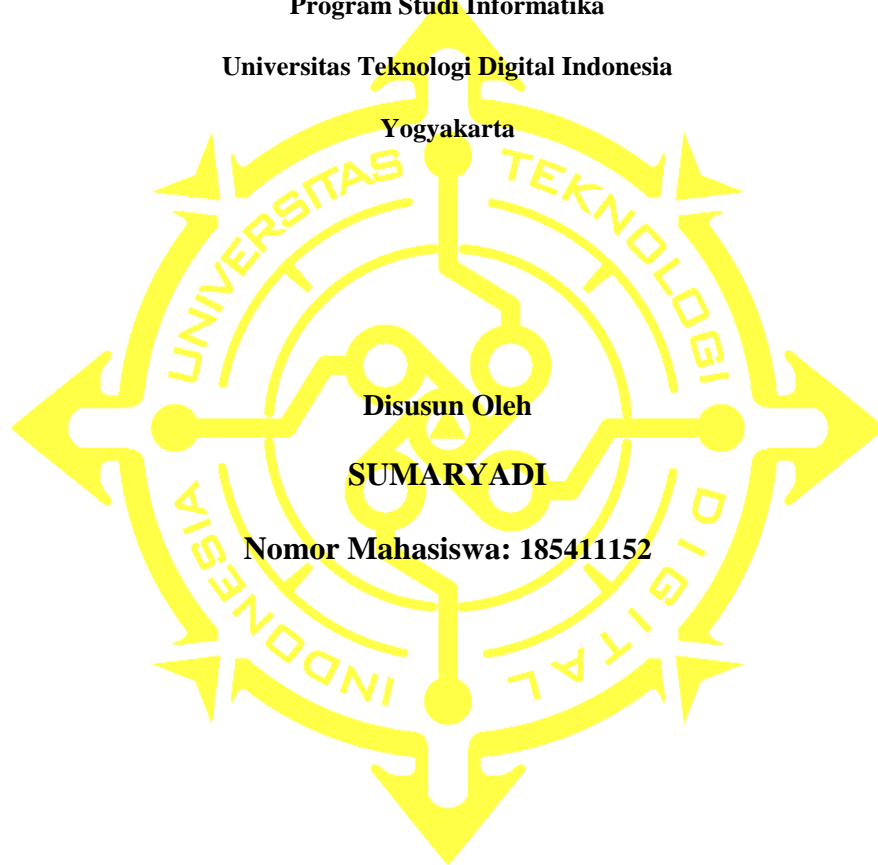 Program Studi Informatika
Universitas Teknologi Digital Indonesia
Yogyakarta
UNIVERSITAS TEKNOLOGI DIGITAL INDONESIA
Disusun Oleh
SUMARYADI
Nomor Mahasiswa: 185411152